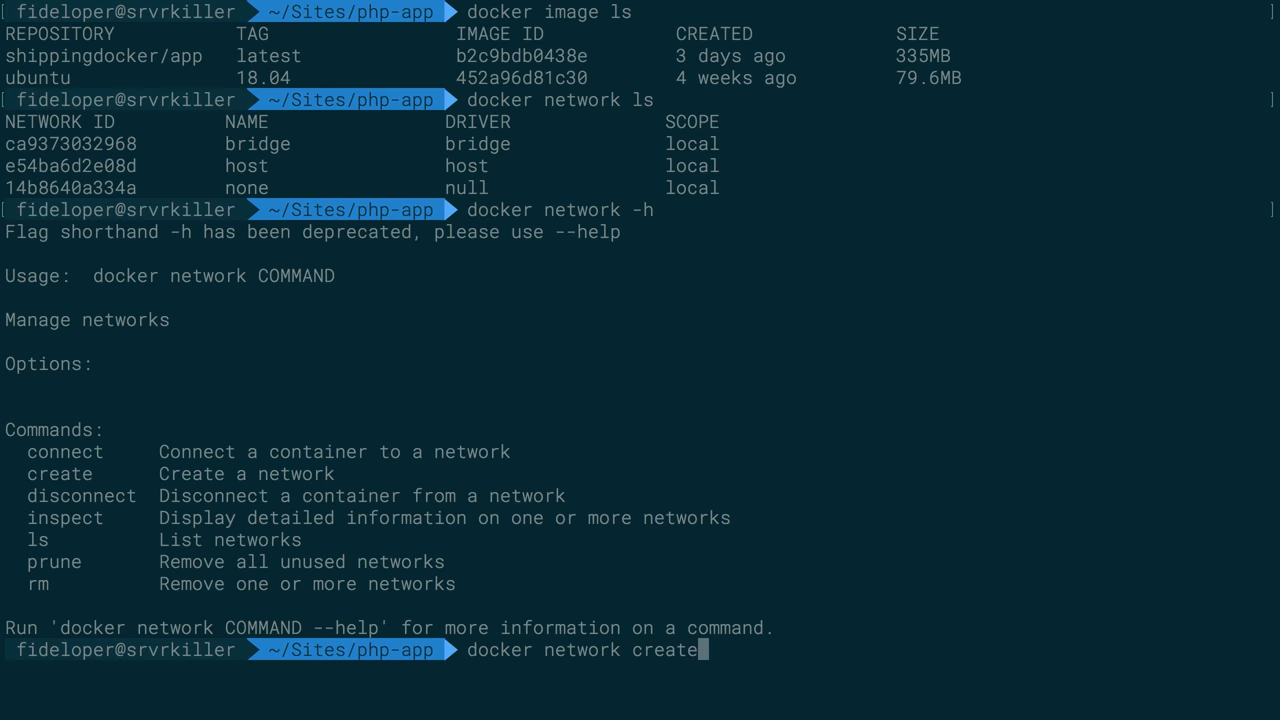 [ fideloper@srvrkiller ~/Sites/php-app docker image ls ]
REPOSITORY TAG IMAGE ID CREATED SIZE
shippingdocker/app latest b2c9bdb0438e 3 days ago 335MB
ubuntu 18.04 452a96d81c30 4 weeks ago 79.6MB
[ fideloper@srvrkiller ~/Sites/php-app docker network ls ]
NETWORK ID NAME DRIVER SCOPE
ca9373032968 bridge bridge local
e54ba6d2e08d host host local
14b8640a334a none null local
[ fideloper@srvrkiller ~/Sites/php-app docker network -h ]
Flag shorthand -h has been deprecated, please use --help
Usage: docker network COMMAND
Manage networks
Options:
Commands:
connect Connect a container to a network
create Create a network
disconnect Disconnect a container from a network
inspect Display detailed information on one or more networks
ls List networks
prune Remove all unused networks
rm Remove one or more networks
Run 'docker network COMMAND --help' for more information on a command.
fideloper@srvrkiller ~/Sites/php-app docker network create